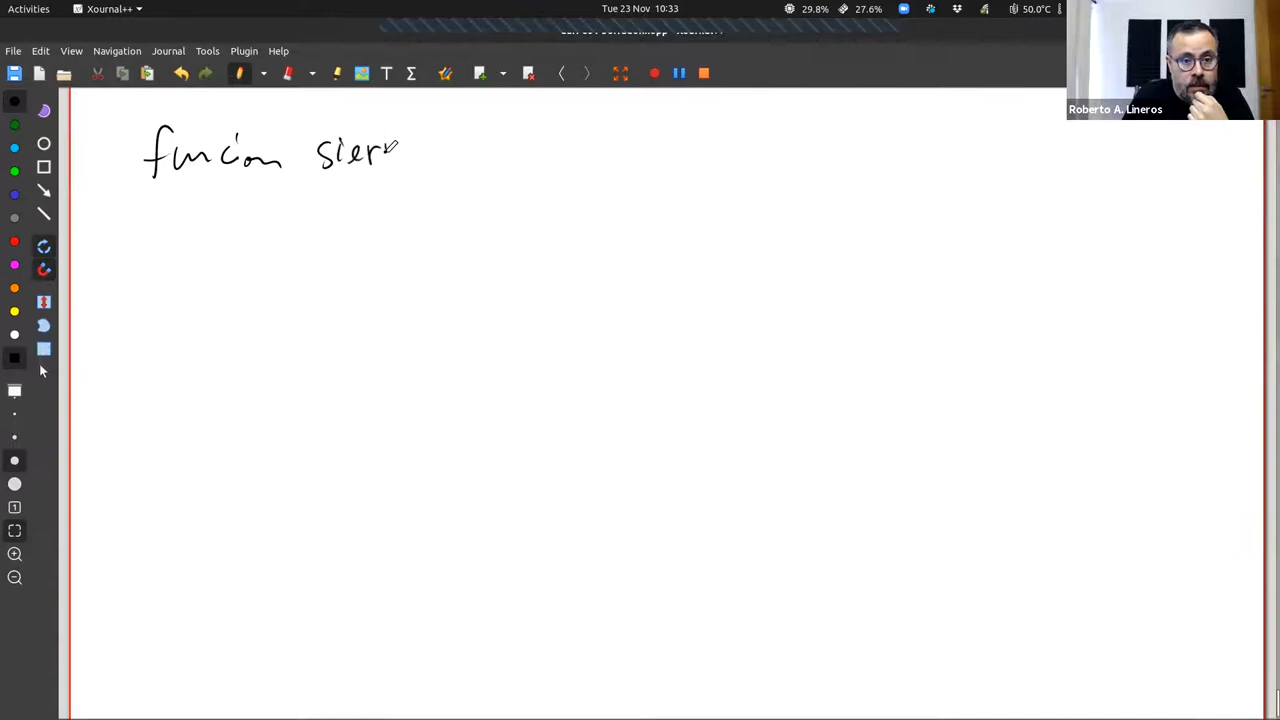 Activities Xournal++ Tue 23 Nov 10:33 29.8% 27.6% 50.0°C
File Edit View Navigation Journal Tools Plugin Help
Roberto A. Lineros
funcion sierr